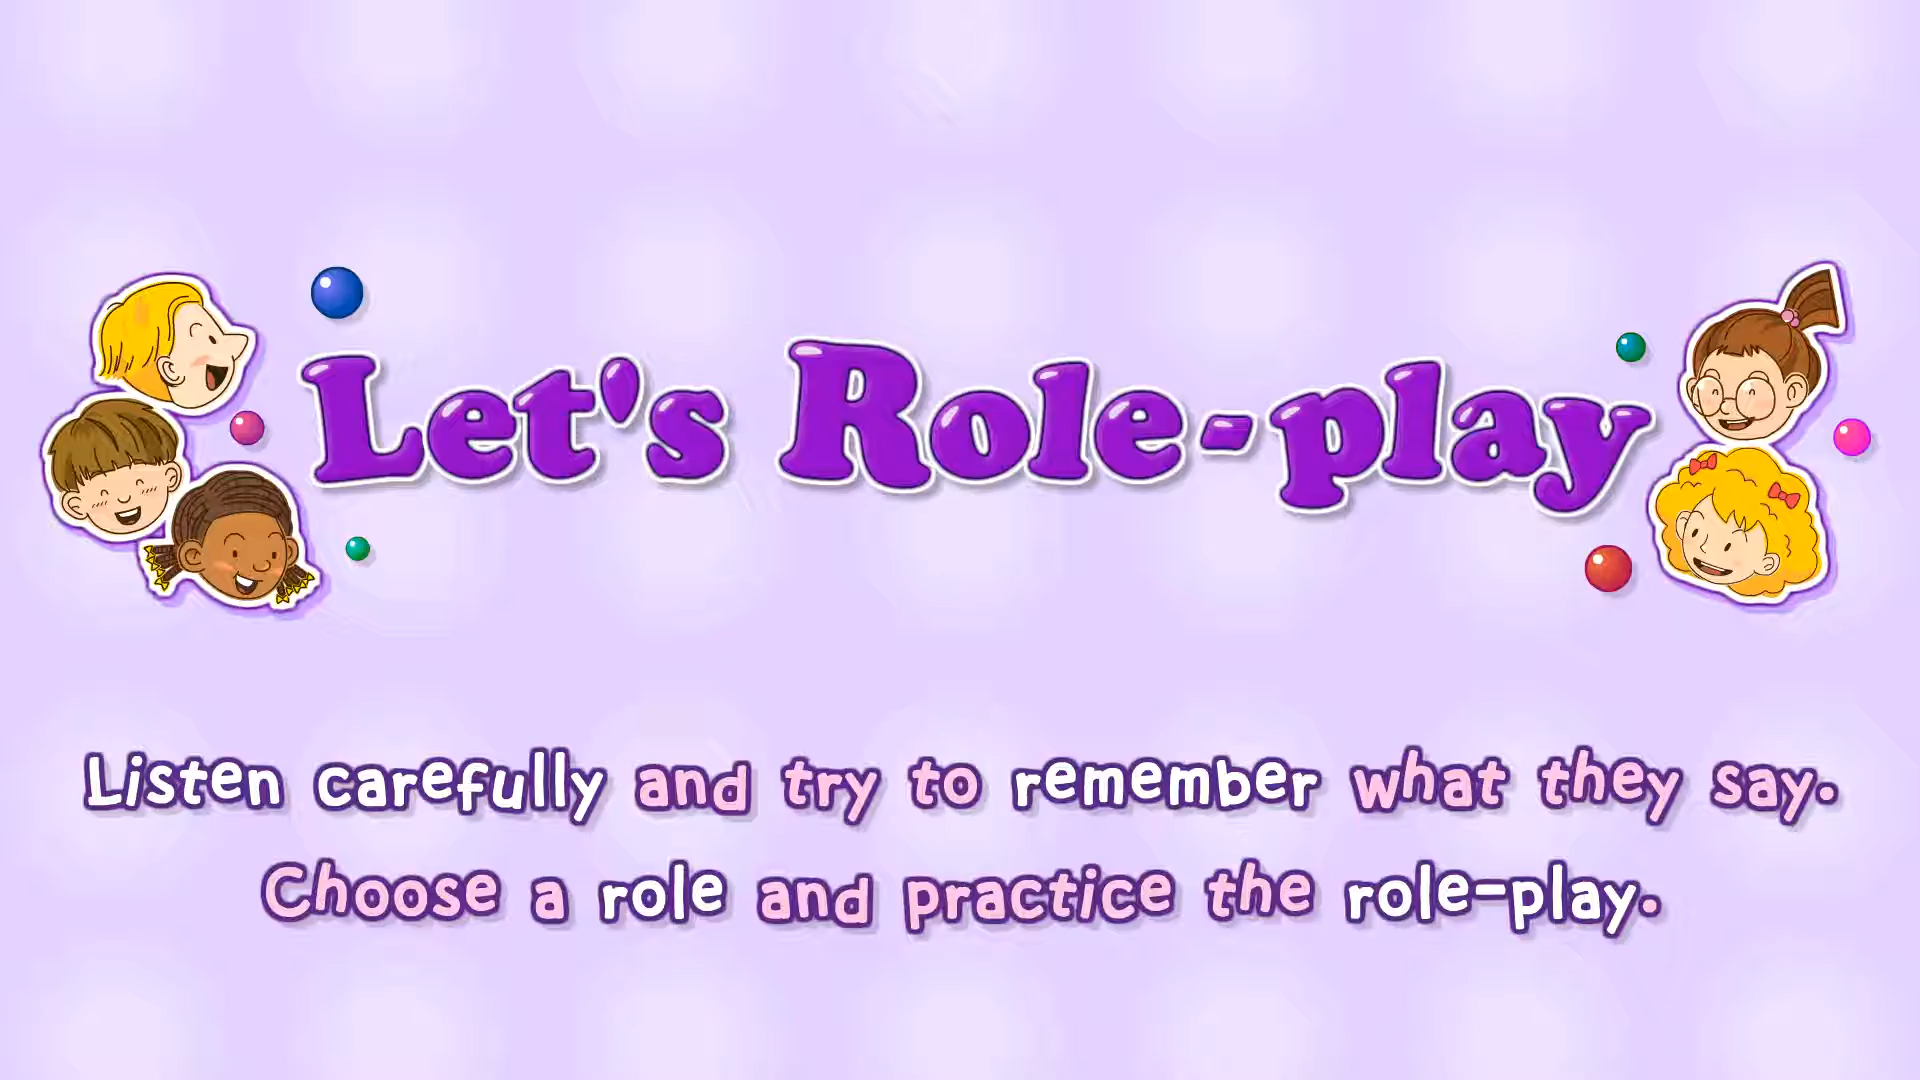 Let's Role-play
Listen carefully and try to remember what they say.
Choose a role and practice the role-play.